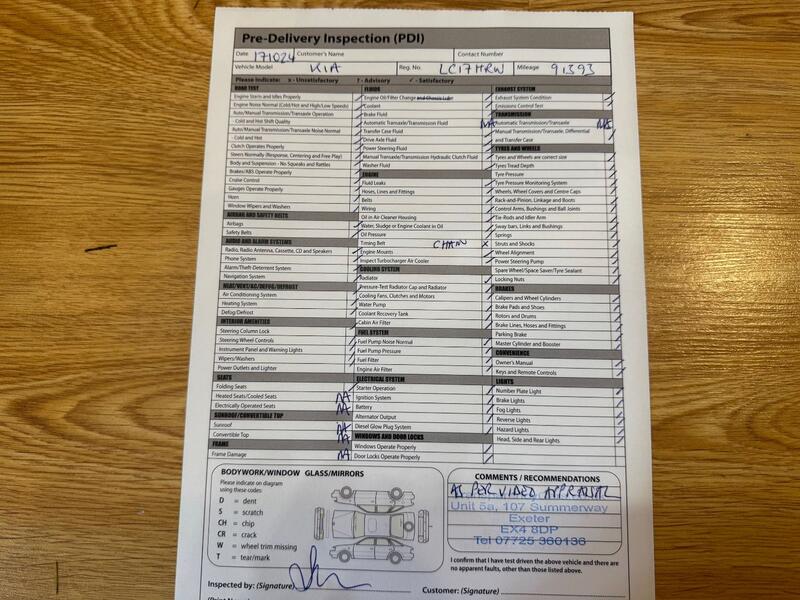 Pre-Delivery Inspection (PDI)
Date 171024 Customer's Name Contact Number
Vehicle Model KIA Reg. No. LC17HRW Mileage 91393
Please Indicate: x - Unsatisfactory ! - Advisory ✓ - Satisfactory
ROAD TEST
Engine Starts and Idles Properly
Engine Noise Normal (Cold/Hot and High/Low Speeds)
Auto/Manual Transmission/Transaxle Operation
- Cold and Hot Shift Quality
Auto/Manual Transmission/Transaxle Noise Normal
- Cold and Hot
Clutch Operates Properly
Steers Normally (Response, Centering and Free Play)
Body and Suspension - No Squeaks and Rattles
Brakes/ABS Operate Properly
Cruise Control
Gauges Operate Properly
Horn
Window Wipers and Washers
AIRBAG AND SAFETY BELTS
Airbags
Safety Belts
AUDIO AND ALARM SYSTEMS
Radio, Radio Antenna, Cassette, CD and Speakers
Phone System
Alarm/Theft-Deterrent System
Navigation System
HEAT/VENT/AC/DEFOG/DEFROST
Air Conditioning System
Heating System
Defog/Defrost
INTERIOR AMENITIES
Steering Column Lock
Steering Wheel Controls
Instrument Panel and Warning Lights
Wipers/Washers
Power Outlets and Lighter
SEATS
Folding Seats
Heated Seats/Cooled Seats NA
Electrically Operated Seats NA
SUNROOF/CONVERTIBLE TOP
Sunroof NA
Convertible Top NA
FRAME
Frame Damage NA
FLUIDS
Engine Oil/Filter Change and Chassis Lube
Coolant
Brake Fluid
Automatic Transaxle/Transmission Fluid NA
Transfer Case Fluid
Drive Axle Fluid
Power Steering Fluid
Manual Transaxle/Transmission Hydraulic Clutch Fluid
Washer Fluid
ENGINE
Fluid Leaks
Hoses, Lines and Fittings
Belts
Wiring
Oil in Air Cleaner Housing
Water, Sludge or Engine Coolant in Oil
Oil Pressure
Timing Belt CHAIN x
Engine Mounts
Inspect Turbocharger Air Cooler
COOLING SYSTEM
Radiator
Pressure-Test Radiator Cap and Radiator
Cooling Fans, Clutches and Motors
Water Pump
Coolant Recovery Tank
Cabin Air Filter
FUEL SYSTEM
Fuel Pump Noise Normal
Fuel Pump Pressure
Fuel Filter
Engine Air Filter
ELECTRICAL SYSTEM
Starter Operation
Ignition System
Battery
Alternator Output
Diesel Glow Plug System
WINDOWS AND DOOR LOCKS
Windows Operate Properly
Door Locks Operate Properly
EXHAUST SYSTEM
Exhaust System Condition
Emissions Control Test
TRANSMISSION
Automatic Transmission/Transaxle NA
Manual Transmission/Transaxle, Differential
and Transfer Case
TYRES AND WHEELS
Tyres and Wheels are correct size
Tyres Tread Depth
Tyre Pressure
Tyre Pressure Monitoring System
Wheels, Wheel Covers and Centre Caps
Rack-and-Pinion, Linkage and Boots
Control Arms, Bushings and Ball Joints
Tie-Rods and Idler Arm
Sway bars, Links and Bushings
Springs
Struts and Shocks
Wheel Alignment
Power Steering Pump
Spare Wheel/Space Saver/Tyre Sealant
Locking Nuts
BRAKES
Calipers and Wheel Cylinders
Brake Pads and Shoes
Rotors and Drums
Brake Lines, Hoses and Fittings
Parking Brake
Master Cylinder and Booster
CONVENIENCE
Owner's Manual
Keys and Remote Controls
LIGHTS
Number Plate Light
Brake Lights
Fog Lights
Reverse Lights
Hazard Lights
Head, Side and Rear Lights
BODYWORK/WINDOW GLASS/MIRRORS
Please indicate on diagram
using these codes:
D = dent
S = scratch
CH = chip
CR = crack
W = wheel trim missing
T = tear/mark
COMMENTS / RECOMMENDATIONS
AS PER VIDEO APPRAISAL
Unit 5a, 107 Summerway
Exeter
EX4 8DP
Tel 07725 360136
I confirm that I have test driven the above vehicle and there are
no apparent faults, other than those listed above.
Inspected by: (Signature) Customer: (Signature)